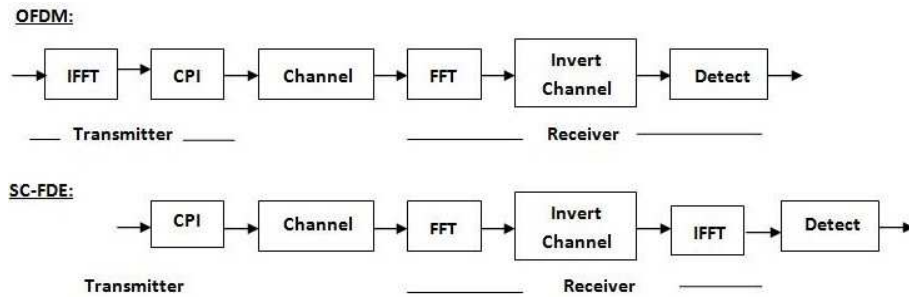 OFDM:
IFFT
CPI
Channel
FFT
Invert
Channel
Detect
Transmitter
Receiver
SC-FDE:
CPI
Channel
FFT
Invert
Channel
IFFT
Detect
Transmitter
Receiver